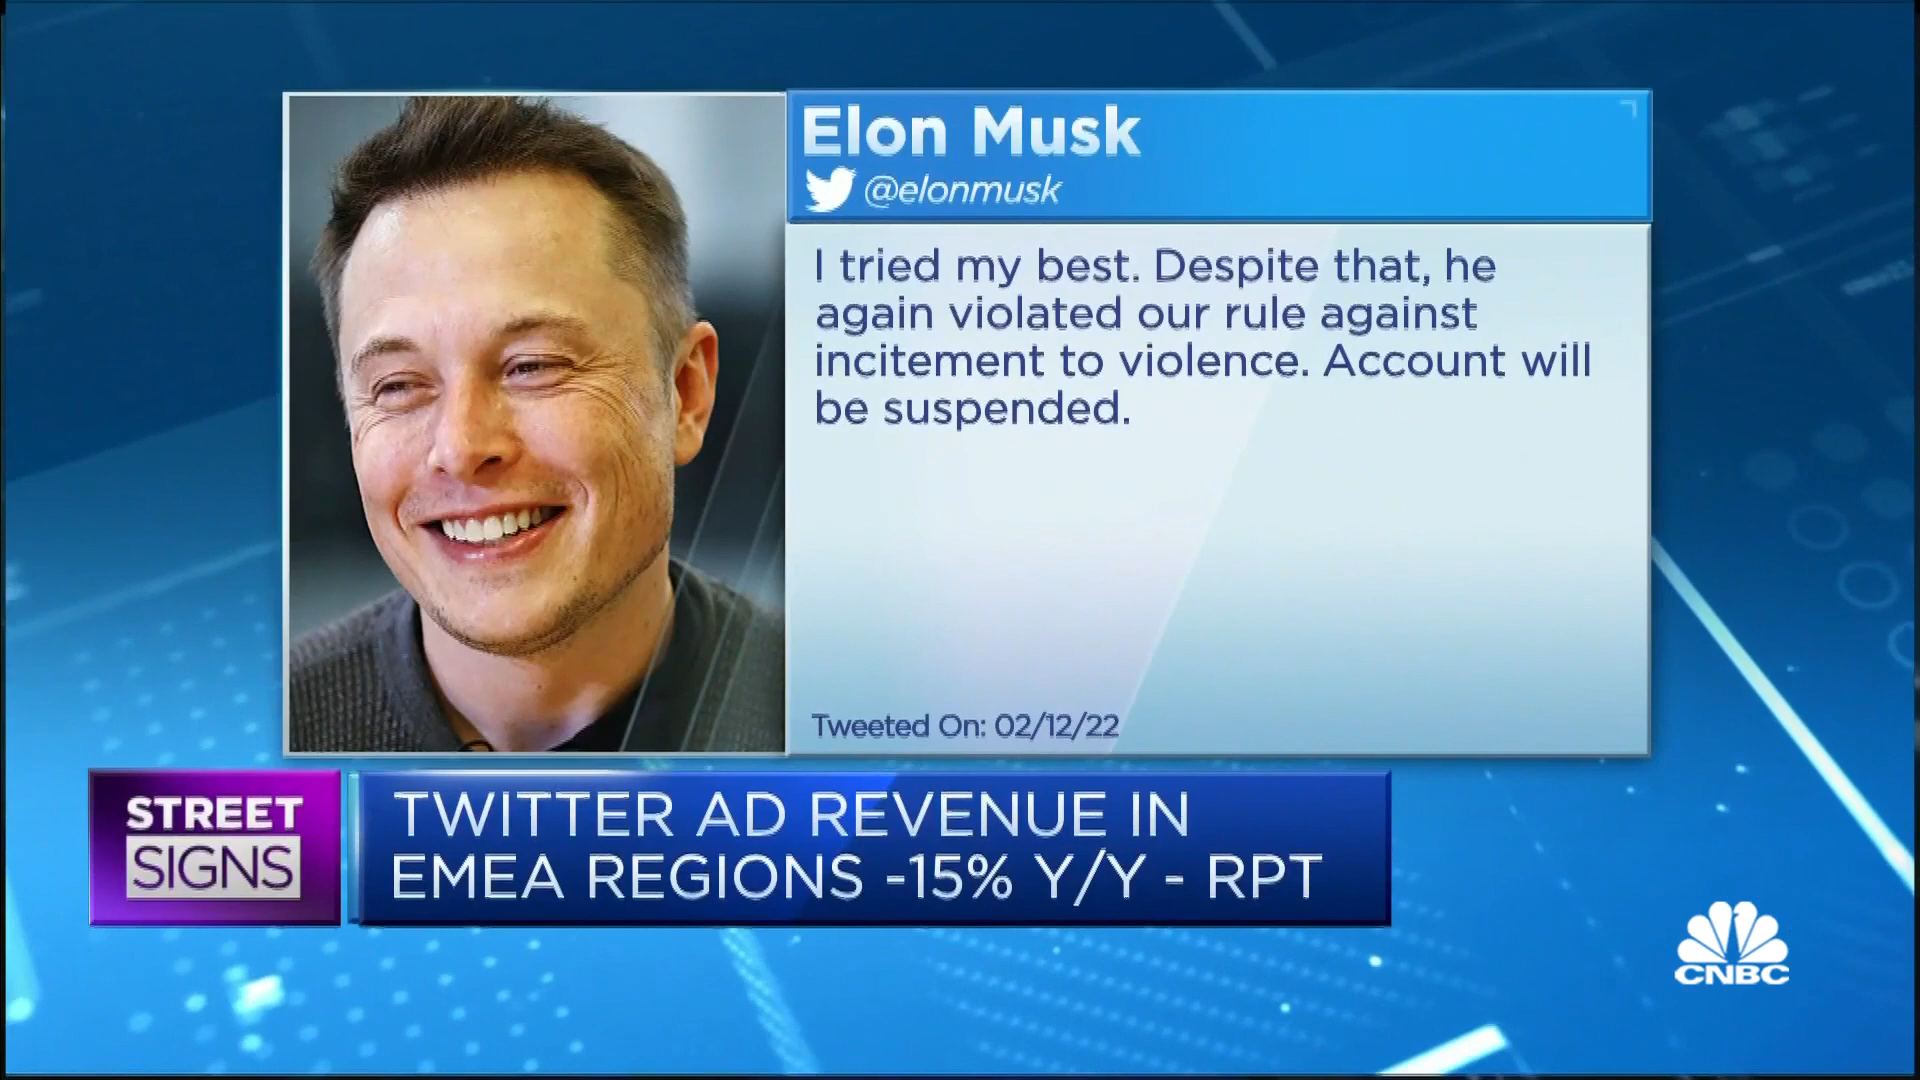 Elon Musk
@elonmusk
I tried my best. Despite that, he
again violated our rule against
incitement to violence. Account will
be suspended.
Tweeted On: 02/12/22
STREET
SIGNS
TWITTER AD REVENUE IN
EMEA REGIONS -15% Y/Y - RPT
CNBC